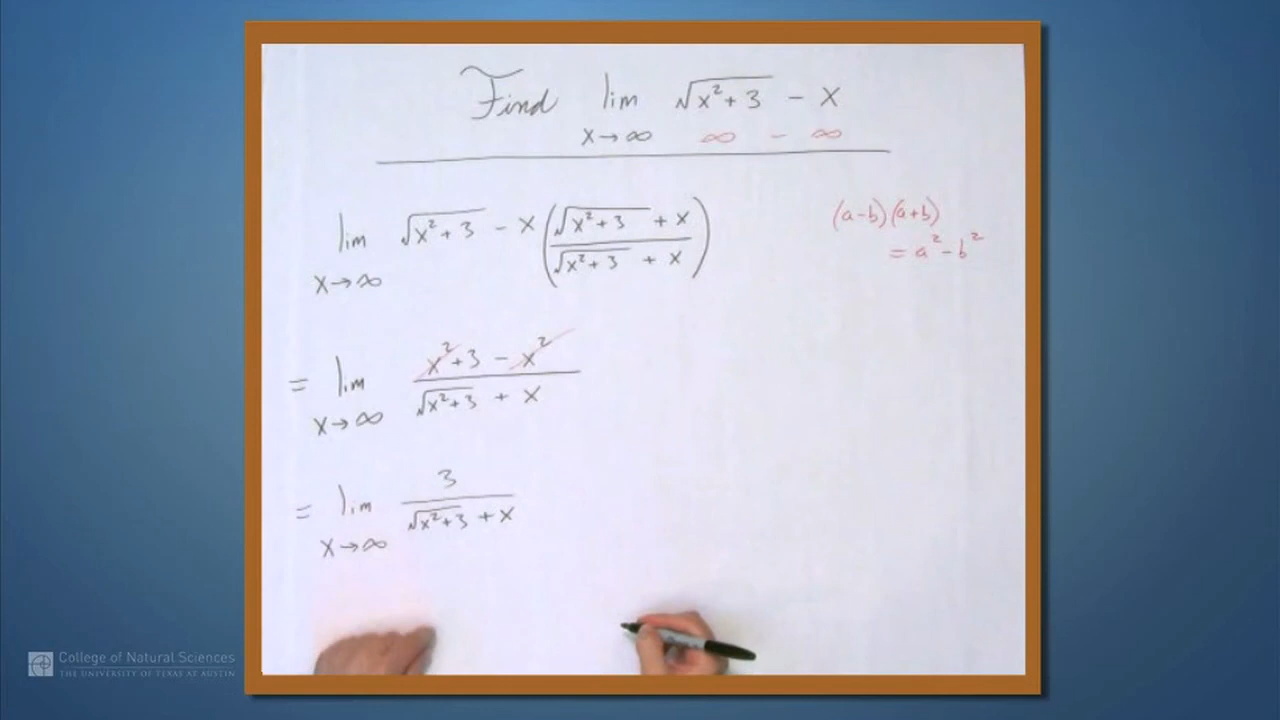 Find lim x→∞ √(x²+3) − x
∞ − ∞
lim x→∞ √(x²+3) − x ( (√(x²+3) + x) / (√(x²+3) + x) )
(a-b)(a+b)
= a² - b²
= lim x→∞ (x²+3 − x²) / (√(x²+3) + x)
= lim x→∞ 3 / (√(x²+3) + x)
College of Natural Sciences
THE UNIVERSITY OF TEXAS AT AUSTIN